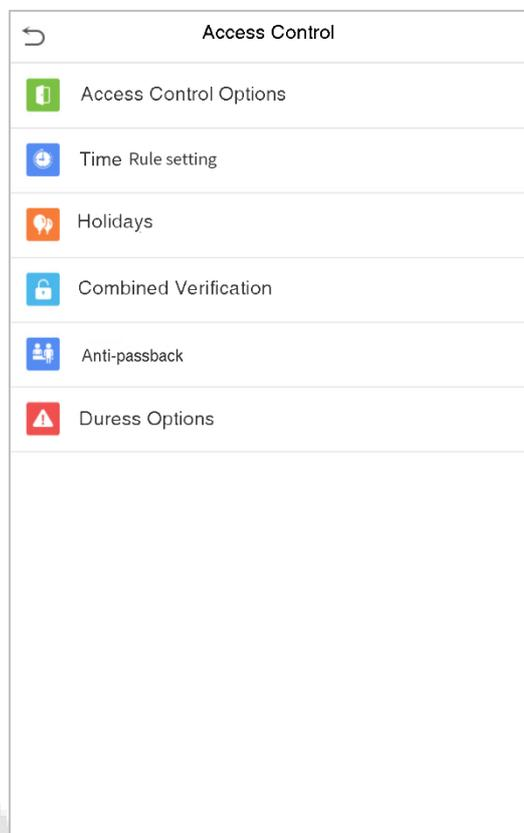 Access Control
Access Control Options
Time Rule setting
Holidays
Combined Verification
Anti-passback
Duress Options